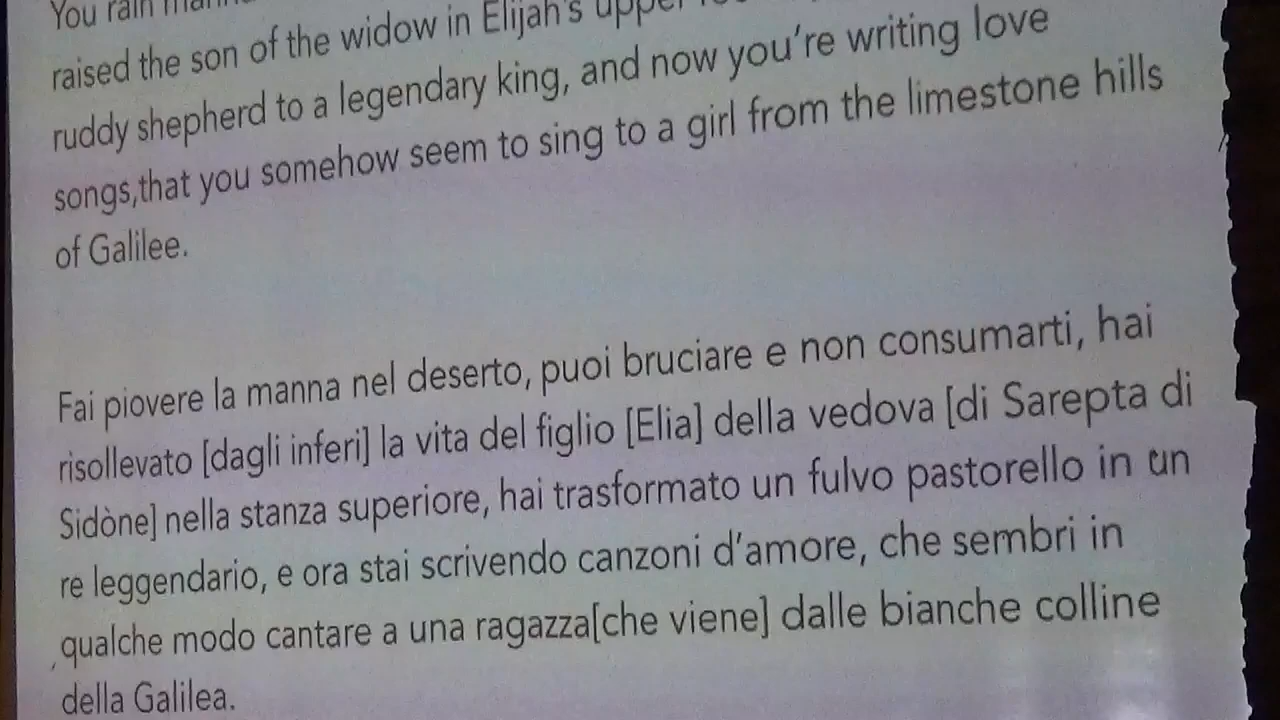 You rain manna
raised the son of the widow in Elijah's upper
ruddy shepherd to a legendary king, and now you're writing love
songs,that you somehow seem to sing to a girl from the limestone hills
of Galilee.
Fai piovere la manna nel deserto, puoi bruciare e non consumarti, hai
risollevato [dagli inferi] la vita del figlio [Elia] della vedova [di Sarepta di
Sidòne] nella stanza superiore, hai trasformato un fulvo pastorello in un
re leggendario, e ora stai scrivendo canzoni d'amore, che sembri in
qualche modo cantare a una ragazza[che viene] dalle bianche colline
della Galilea.